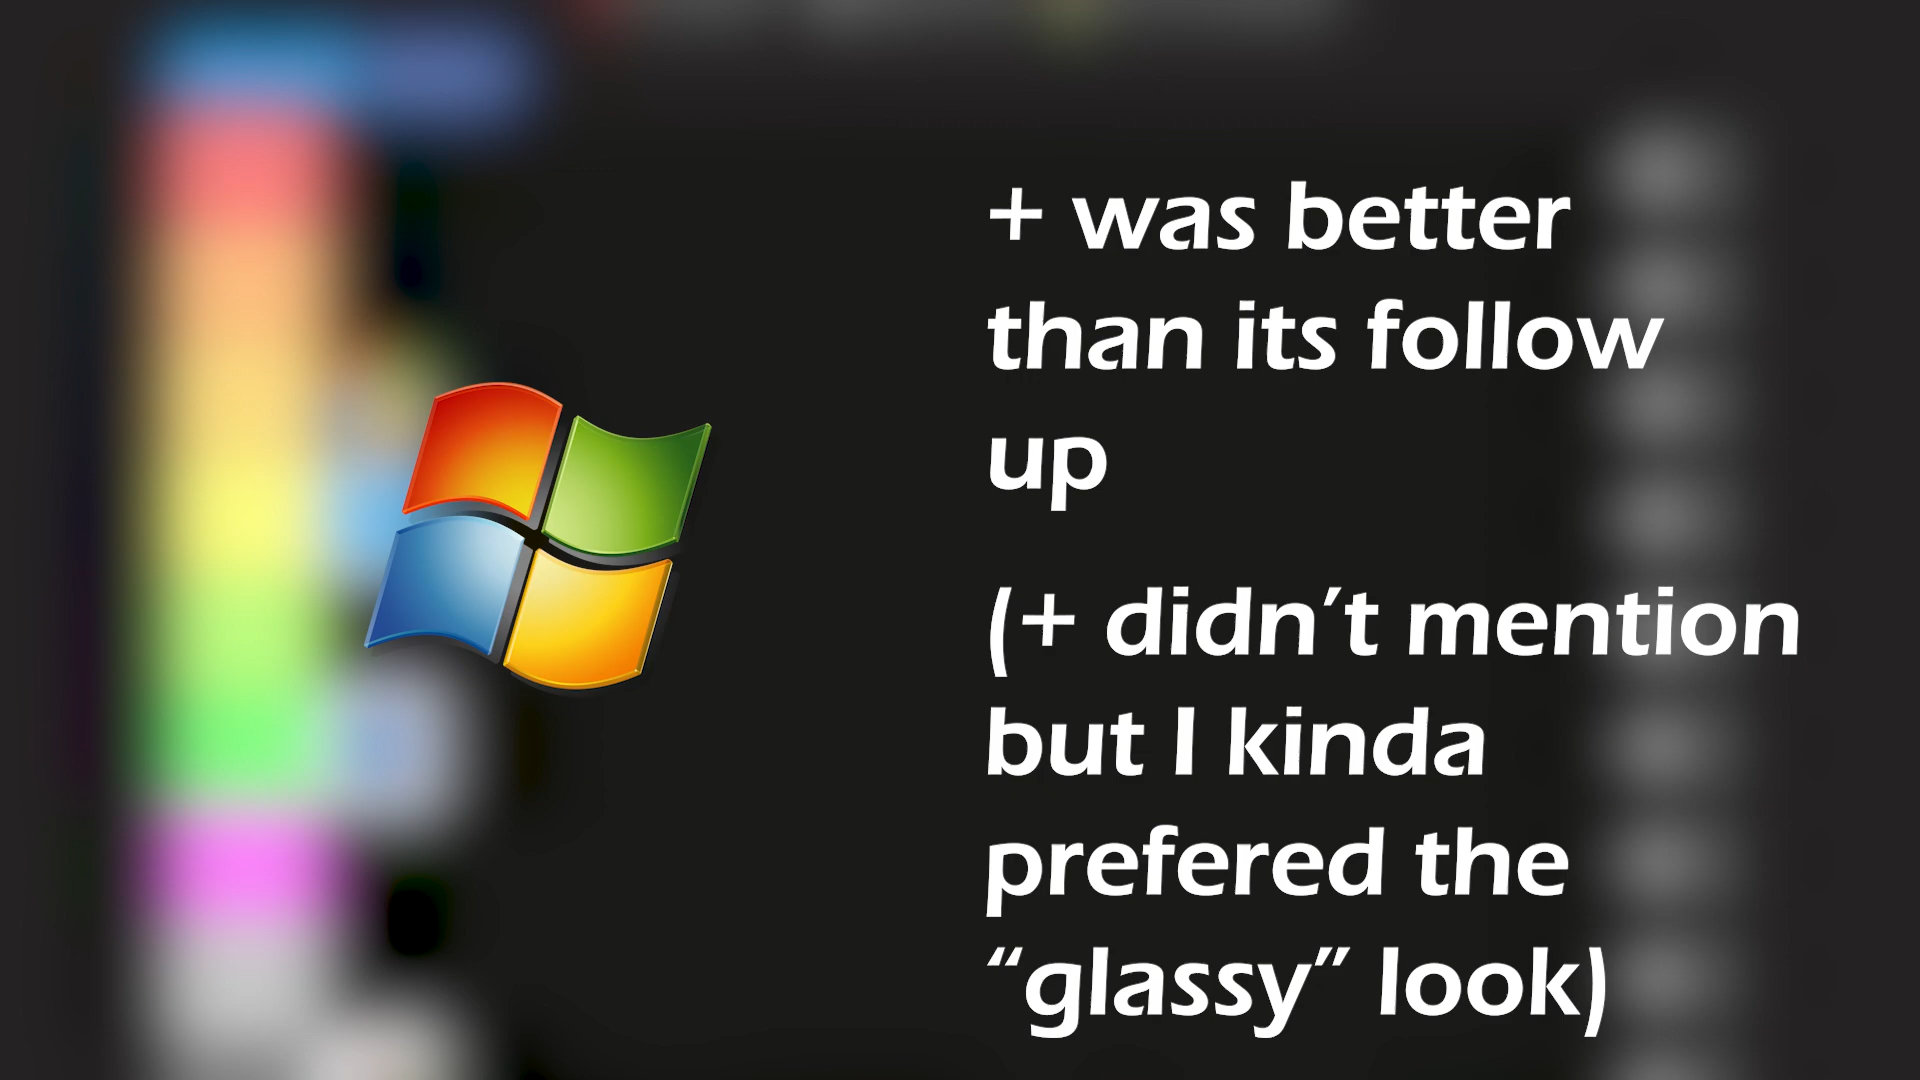 + was better
than its follow
up
(+ didn’t mention
but I kinda
prefered the
“glassy” look)